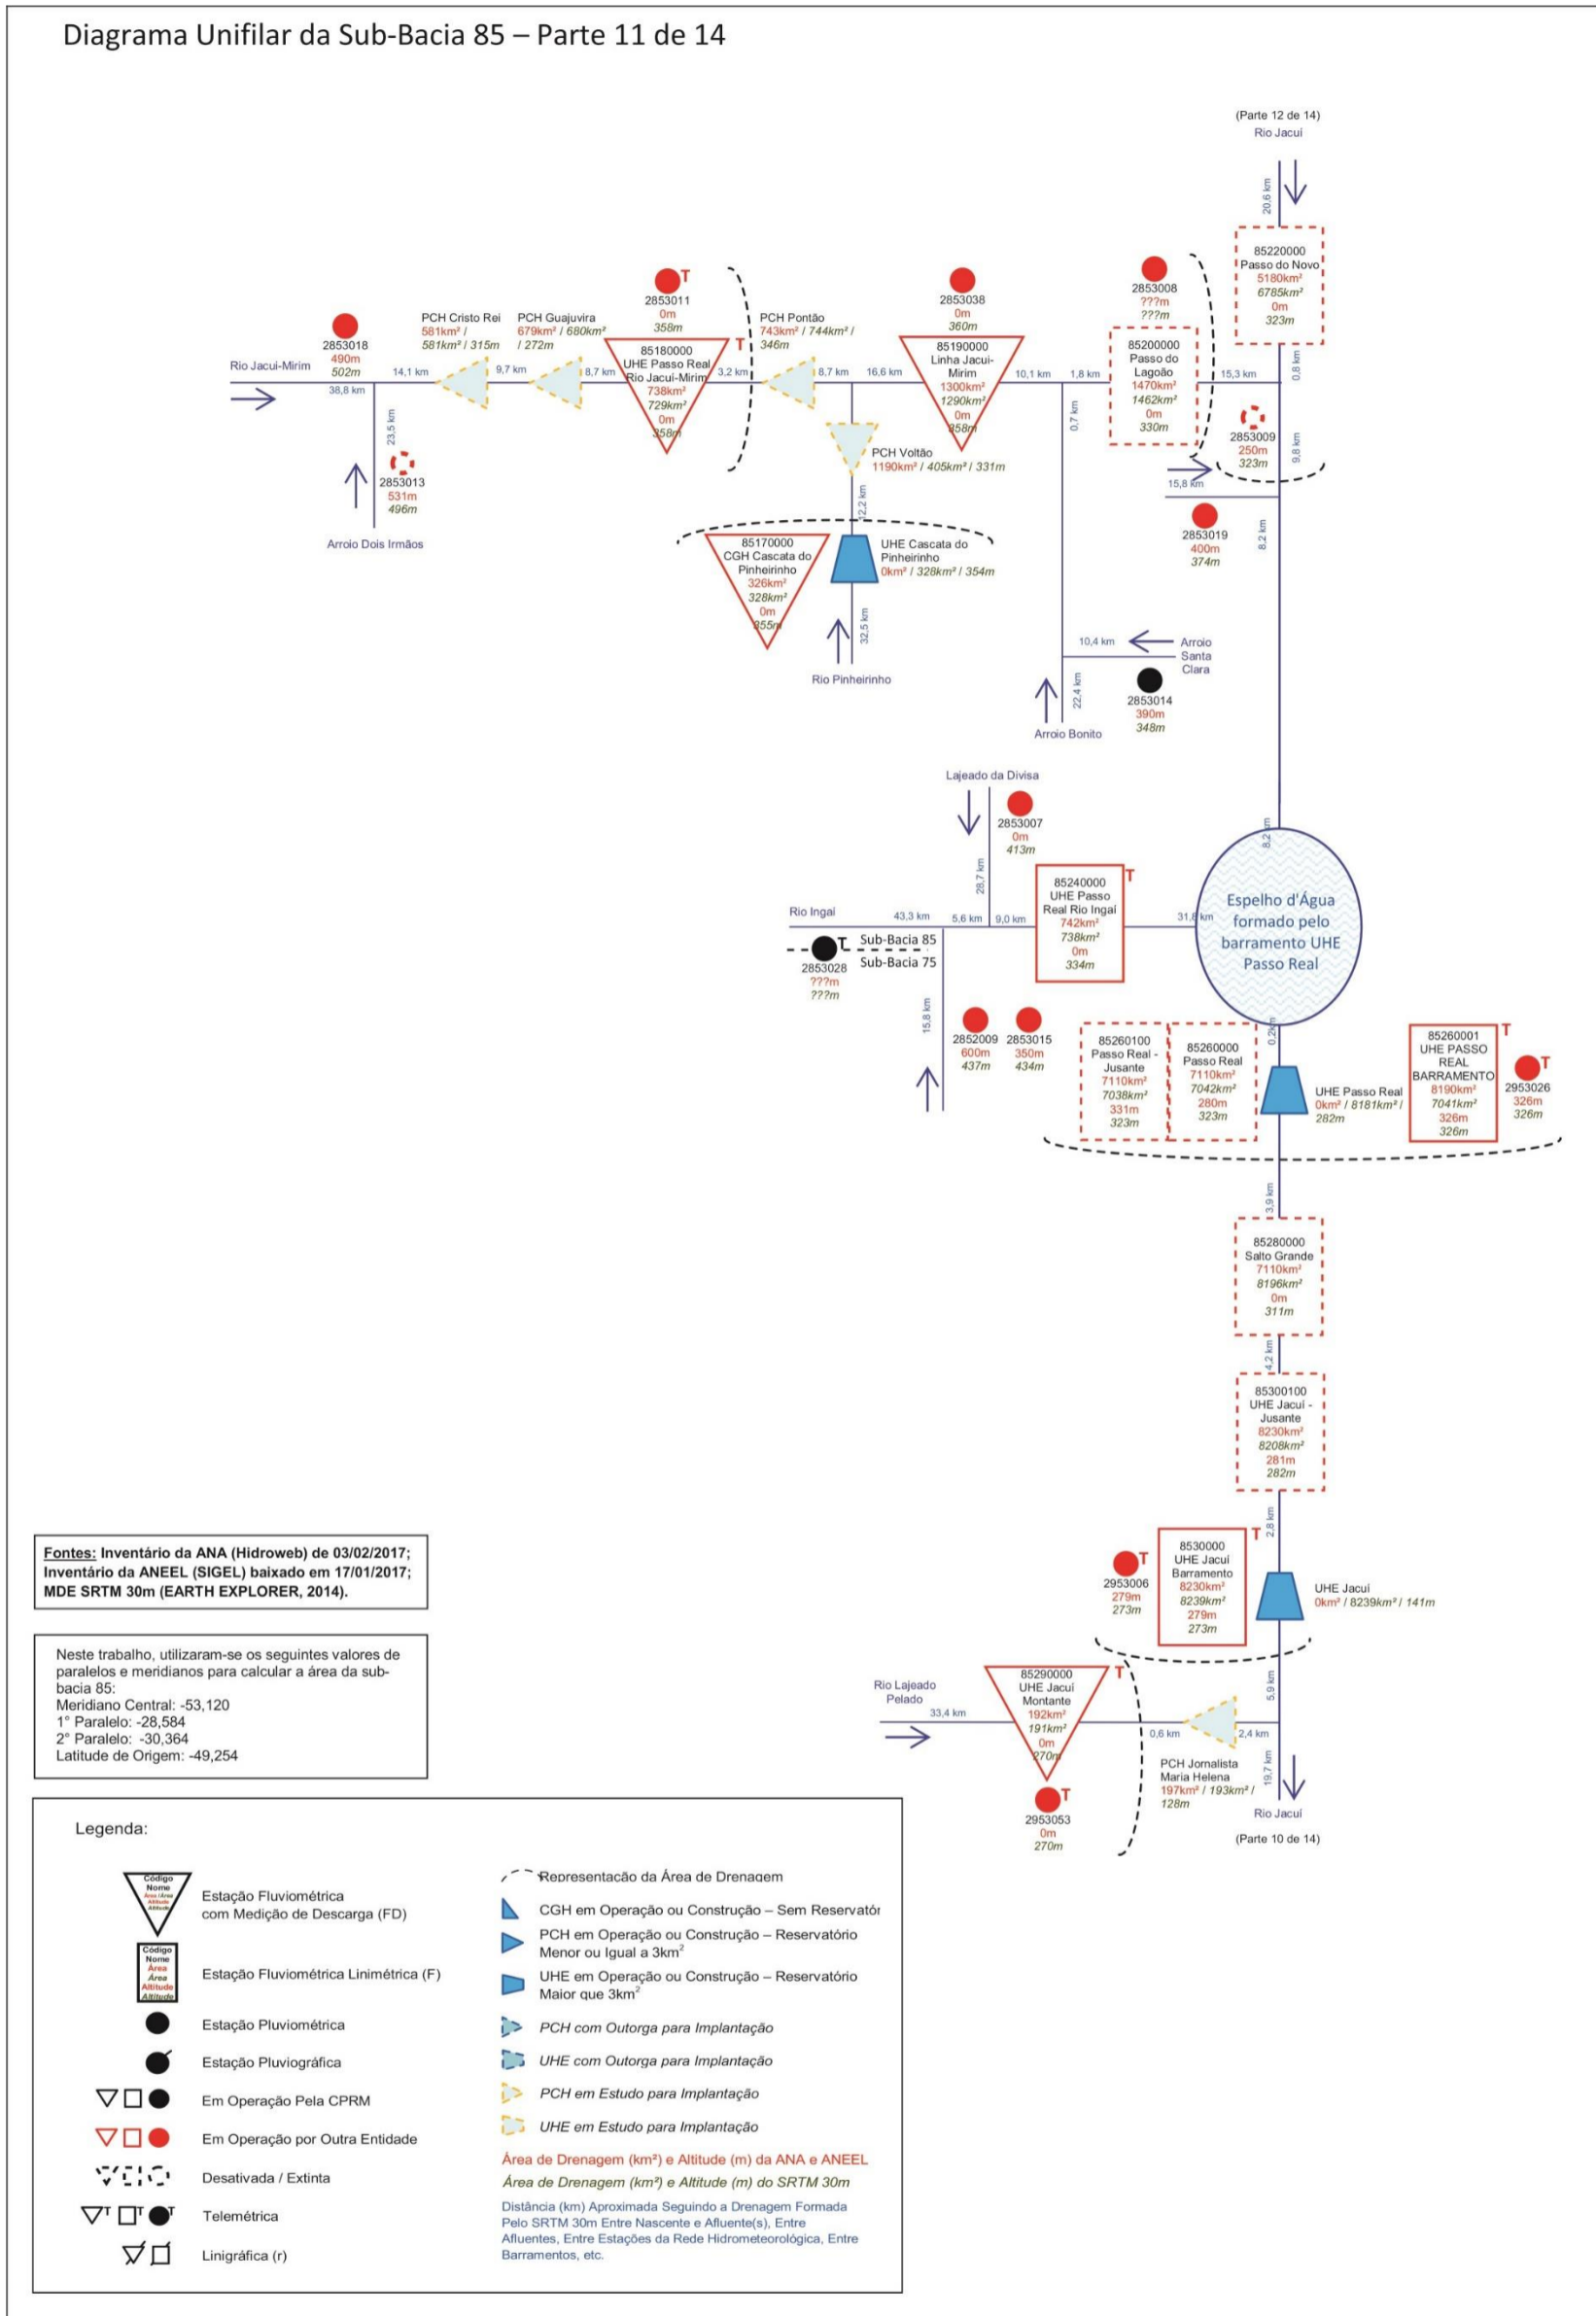 Diagrama Unifilar da Sub-Bacia 85 – Parte 11 de 14
(Parte 12 de 14)
Rio Jacuí
20,6 km
85220000
Passo do Novo
5180km²
6785km²
0m
323m
0,8 km
2853008
???m
???m
2853011
T
0m
358m
2853038
0m
360m
2853018
490m
502m
PCH Cristo Rei
581km² /
581km² / 315m
PCH Guajuvira
679km² / 680km²
/ 272m
85180000
T
UHE Passo Real
Rio Jacuí-Mirim
738km²
729km²
0m
358m
PCH Pontão
743km² / 744km² /
346m
85190000
Linha Jacuí-
Mirim
1300km²
1290km²
0m
358m
85200000
Passo do
Lagoão
1470km²
1462km²
0m
330m
Rio Jacuí-Mirim
38,8 km
14,1 km
9,7 km
8,7 km
3,2 km
8,7 km
16,6 km
10,1 km
1,8 km
15,3 km
23,5 km
2853013
531m
496m
Arroio Dois Irmãos
0,7 km
2853009
250m
323m
9,8 km
PCH Voltão
1190km² / 405km² / 331m
12,2 km
15,8 km
2853019
400m
374m
8,2 km
85170000
CGH Cascata do
Pinheirinho
326km²
328km²
0m
355m
UHE Cascata do
Pinheirinho
0km² / 328km² / 354m
32,5 km
Rio Pinheirinho
10,4 km
Arroio
Santa
Clara
2853014
390m
348m
22,4 km
Arroio Bonito
Lajeado da Divisa
2853007
0m
413m
28,7 km
8,2 km
85240000
T
UHE Passo
Real Rio Ingaí
742km²
738km²
0m
334m
Rio Ingaí
43,3 km
5,6 km
9,0 km
31,8 km
Espelho d'Água
formado pelo
barramento UHE
Passo Real
T
Sub-Bacia 85
Sub-Bacia 75
2853028
???m
???m
15,8 km
2852009
600m
437m
2853015
350m
434m
0,2km
85260100
Passo Real -
Jusante
7110km²
7038km²
331m
323m
85260000
Passo Real
7110km²
7042km²
280m
323m
UHE Passo Real
0km² / 8181km² /
282m
85260001
T
UHE PASSO
REAL
BARRAMENTO
8190km²
7041km²
326m
326m
T
2953026
326m
326m
3,9 km
85280000
Salto Grande
7110km²
8196km²
0m
311m
4,2 km
85300100
UHE Jacuí -
Jusante
8230km²
8208km²
281m
282m
2,8 km
T
2953006
279m
273m
8530000
T
UHE Jacuí
Barramento
8230km²
8239km²
279m
273m
UHE Jacuí
0km² / 8239km² / 141m
5,9 km
Rio Lajeado
Pelado
33,4 km
85290000
T
UHE Jacuí
Montante
192km²
191km²
0m
270m
0,6 km
2,4 km
PCH Jornalista
Maria Helena
197km² / 193km² /
128m
T
2953053
0m
270m
19,7 km
Rio Jacuí
(Parte 10 de 14)
Fontes: Inventário da ANA (Hidroweb) de 03/02/2017;
Inventário da ANEEL (SIGEL) baixado em 17/01/2017;
MDE SRTM 30m (EARTH EXPLORER, 2014).
Neste trabalho, utilizaram-se os seguintes valores de
paralelos e meridianos para calcular a área da sub-
bacia 85:
Meridiano Central: -53,120
1° Paralelo: -28,584
2° Paralelo: -30,364
Latitude de Origem: -49,254
Legenda:
Código
Nome
Área /Área
Altitude
Altitude
Estação Fluviométrica
com Medição de Descarga (FD)
Código
Nome
Área
Área
Altitude
Altitude
Estação Fluviométrica Linimétrica (F)
Estação Pluviométrica
Estação Pluviográfica
Em Operação Pela CPRM
Em Operação por Outra Entidade
Desativada / Extinta
T T T
Telemétrica
Linigráfica (r)
Representação da Área de Drenagem
CGH em Operação ou Construção – Sem Reservatór
PCH em Operação ou Construção – Reservatório
Menor ou Igual a 3km²
UHE em Operação ou Construção – Reservatório
Maior que 3km²
PCH com Outorga para Implantação
UHE com Outorga para Implantação
PCH em Estudo para Implantação
UHE em Estudo para Implantação
Área de Drenagem (km²) e Altitude (m) da ANA e ANEEL
Área de Drenagem (km²) e Altitude (m) do SRTM 30m
Distância (km) Aproximada Seguindo a Drenagem Formada
Pelo SRTM 30m Entre Nascente e Afluente(s), Entre
Afluentes, Entre Estações da Rede Hidrometeorológica, Entre
Barramentos, etc.